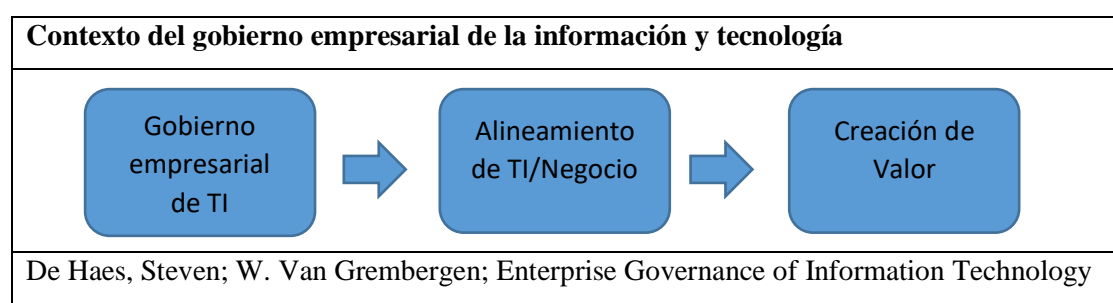 Contexto del gobierno empresarial de la información y tecnología
Gobierno
empresarial
de TI
Alineamiento
de TI/Negocio
Creación de
Valor
De Haes, Steven; W. Van Grembergen; Enterprise Governance of Information Technology